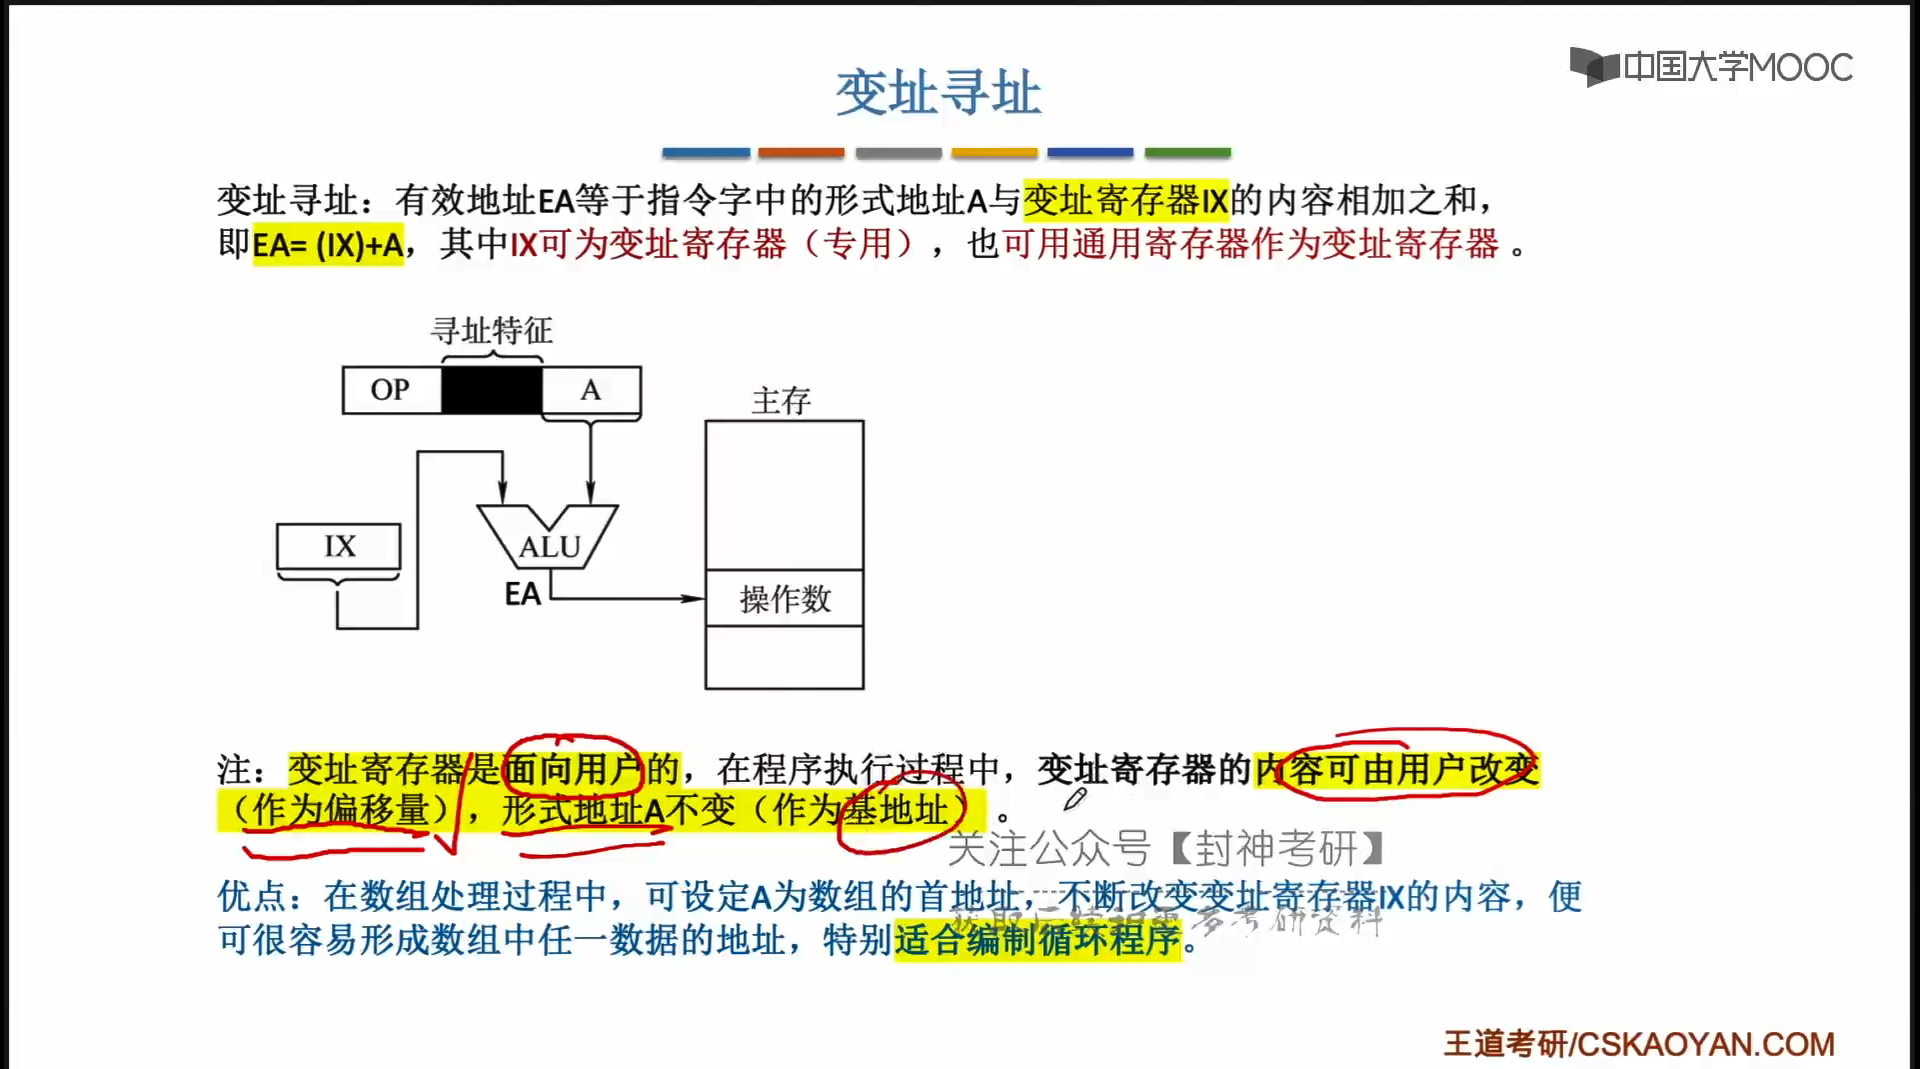 中国大学MOOC
变址寻址
变址寻址：有效地址EA等于指令字中的形式地址A与变址寄存器IX的内容相加之和，
即EA= (IX)+A，其中IX可为变址寄存器（专用），也可用通用寄存器作为变址寄存器 。
寻址特征
OP
A
主存
IX
ALU
EA
操作数
注：变址寄存器是面向用户的，在程序执行过程中，变址寄存器的内容可由用户改变
（作为偏移量），形式地址A不变（作为基地址） 。
关注公众号【封神考研】
优点：在数组处理过程中，可设定A为数组的首地址，不断改变变址寄存器IX的内容，便
获取后续和更多考研资料
可很容易形成数组中任一数据的地址，特别适合编制循环程序。
王道考研/CSKAOYAN.COM